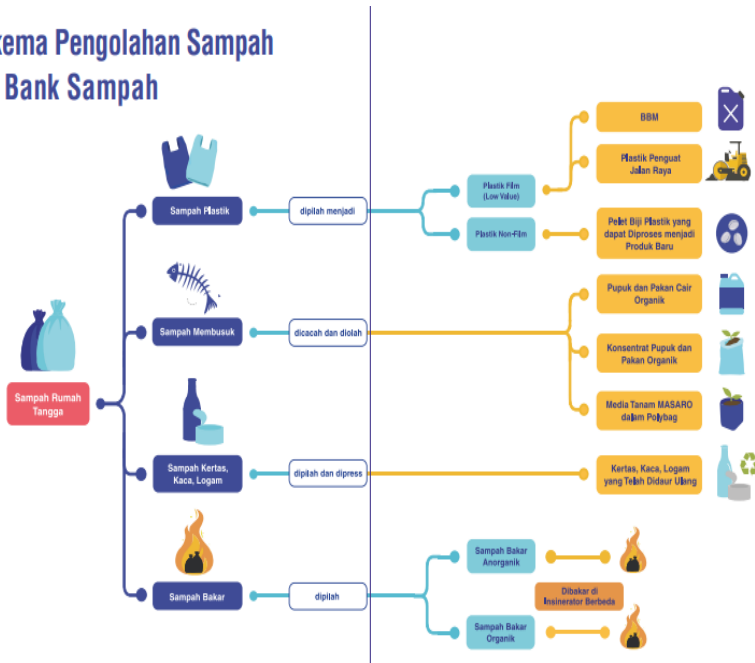 ema Pengolahan Sampah
Bank Sampah
BBM
Plastik Penguat
Jalan Raya
Plastik Film
(Low Value)
Sampah Plastik
dipilah menjadi
Plastik Non-Film
Pellet Biji Plastik yang
dapat Diproses menjadi
Produk Baru
Pupuk dan Pakan Cair
Organik
Sampah Membusuk
dicacah dan diolah
Konsentrat Pupuk dan
Pakan Organik
Sampah Rumah
Tangga
Media Tanam MASARO
dalam Polybag
Sampah Kertas,
Kaca, Logam
dipilah dan dipress
Kertas, Kaca, Logam
yang Telah Didaur Ulang
Sampah Bakar
Anorganik
Sampah Bakar
dipilah
Dibakar di
Insinerator Berbeda
Sampah Bakar
Organik